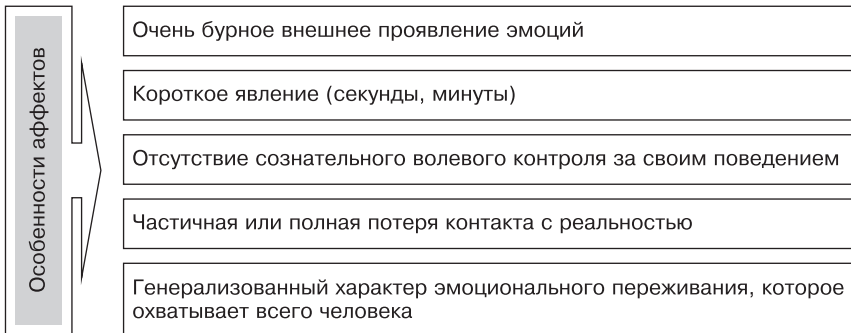 Особенности аффектов
Очень бурное внешнее проявление эмоций
Короткое явление (секунды, минуты)
Отсутствие сознательного волевого контроля за своим поведением
Частичная или полная потеря контакта с реальностью
Генерализованный характер эмоционального переживания, которое
охватывает всего человека